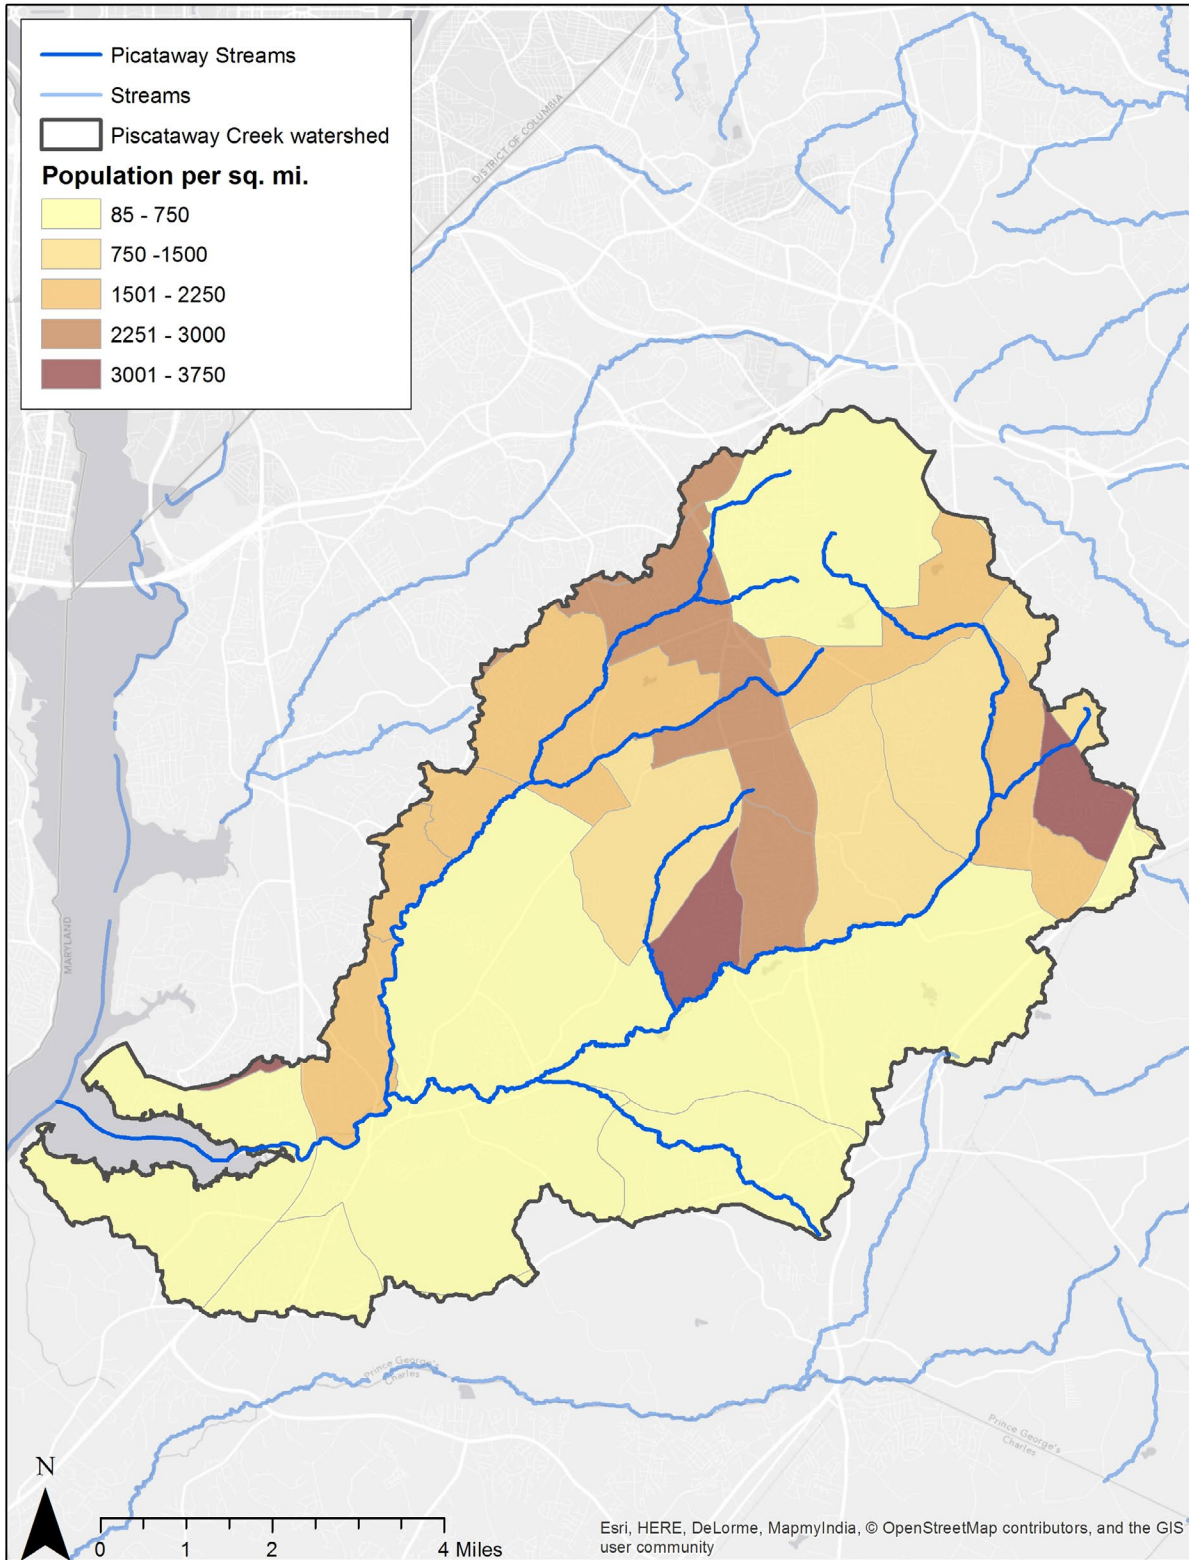 Picataway Streams
Streams
Piscataway Creek watershed
Population per sq. mi.
85 - 750
750 -1500
1501 - 2250
2251 - 3000
3001 - 3750
DISTRICT OF COLUMBIA
MARYLAND
Prince George's
Charles
Prince George's
Charles
N
0 1 2 4 Miles
Esri, HERE, DeLorme, MapmyIndia, © OpenStreetMap contributors, and the GIS
user community